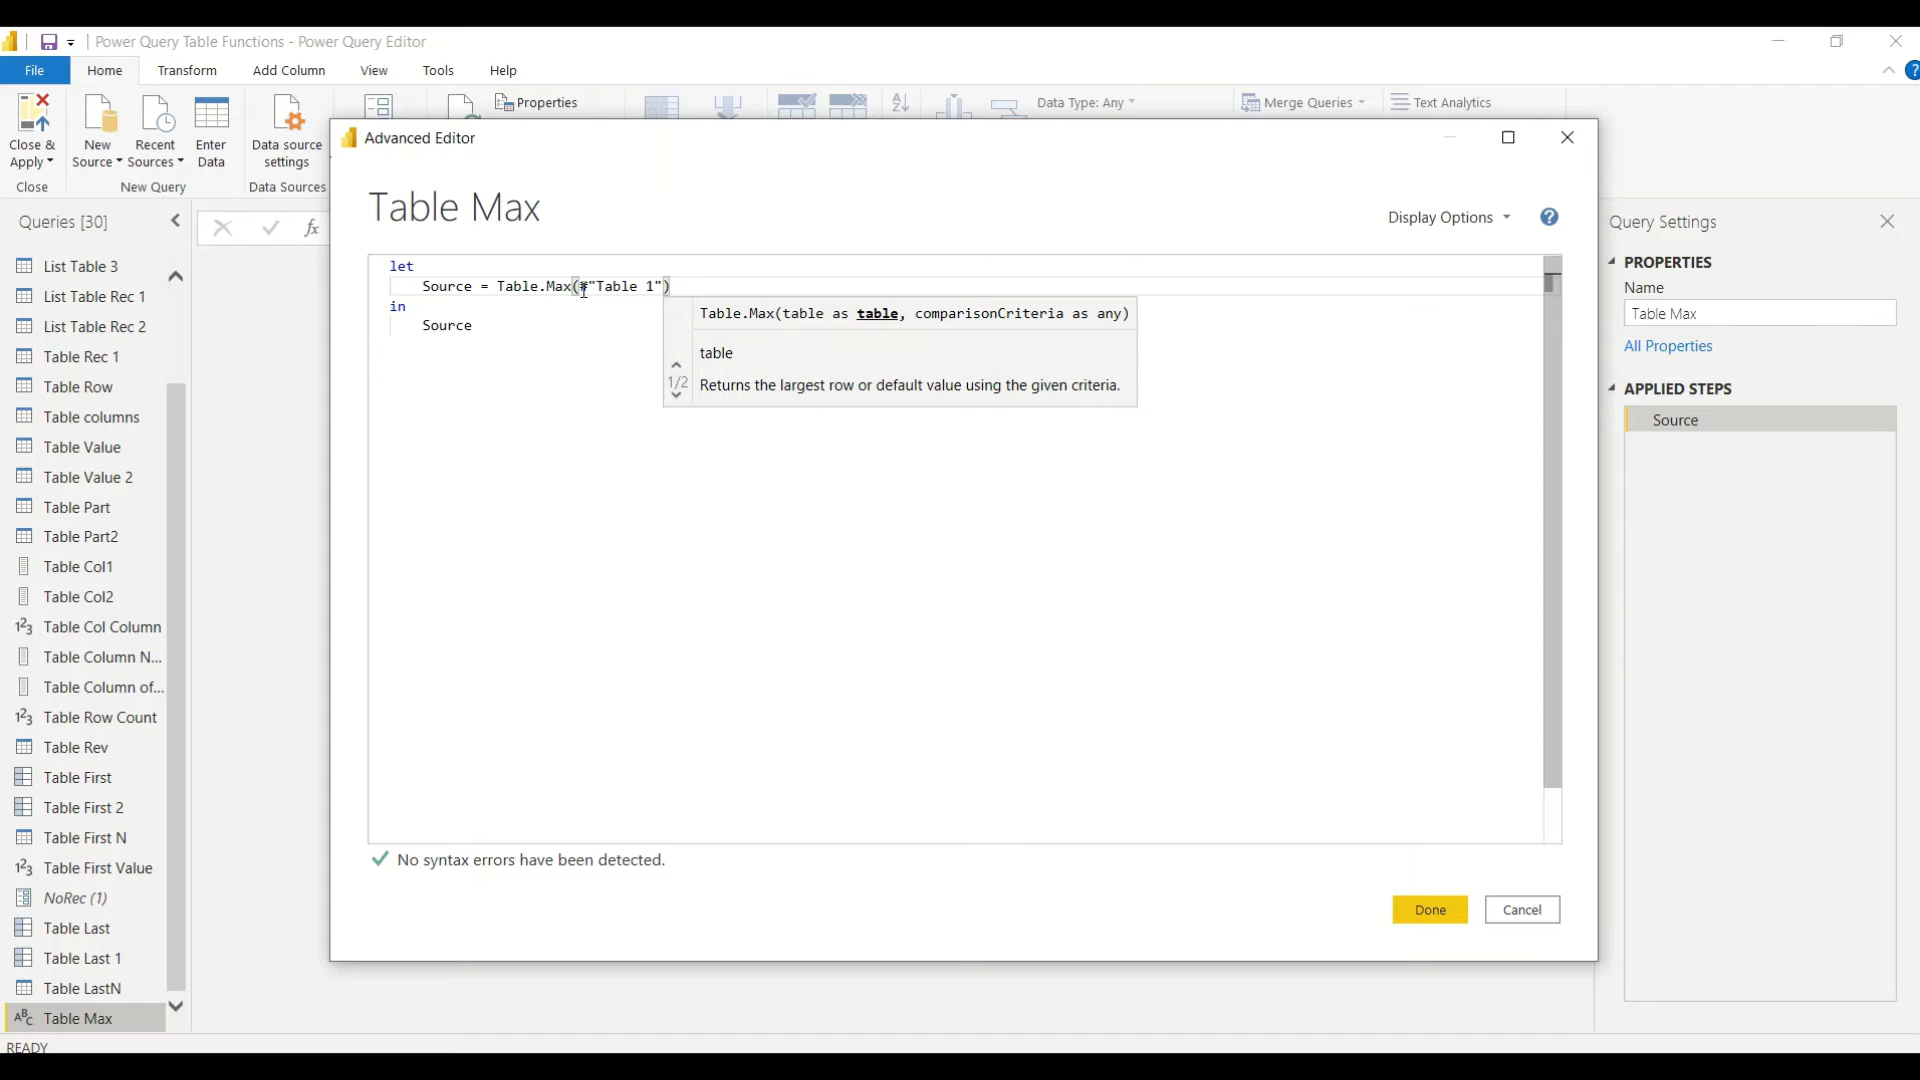 Power Query Table Functions - Power Query Editor
File Home Transform Add Column View Tools Help
Close & Apply
New Source
Recent Sources
Enter Data
Data source settings
Properties
Data Type: Any
Merge Queries
Text Analytics
Close
New Query
Data Sources
Queries [30]
fx
List Table 3
List Table Rec 1
List Table Rec 2
Table Rec 1
Table Row
Table columns
Table Value
Table Value 2
Table Part
Table Part2
Table Col1
Table Col2
Table Col Column
Table Column N...
Table Column of...
Table Row Count
Table Rev
Table First
Table First 2
Table First N
Table First Value
NoRec (1)
Table Last
Table Last 1
Table LastN
Table Max
READY
Advanced Editor
Table Max
Display Options
let
Source = Table.Max(#"Table 1")
in
Source
Table.Max(table as table, comparisonCriteria as any)
table
1/2
Returns the largest row or default value using the given criteria.
No syntax errors have been detected.
Done
Cancel
Query Settings
PROPERTIES
Name
Table Max
All Properties
APPLIED STEPS
Source